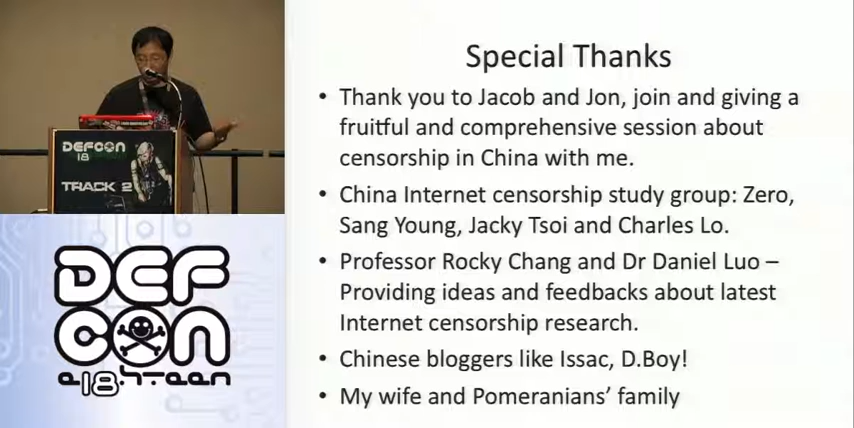 DEFCON
18
TRACK 2
DEF
CON
e18hteen
Special Thanks
• Thank you to Jacob and Jon, join and giving a
fruitful and comprehensive session about
censorship in China with me.
• China Internet censorship study group: Zero,
Sang Young, Jacky Tsoi and Charles Lo.
• Professor Rocky Chang and Dr Daniel Luo –
Providing ideas and feedbacks about latest
Internet censorship research.
• Chinese bloggers like Issac, D.Boy!
• My wife and Pomeranians’ family